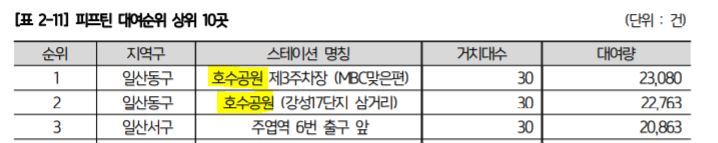 [표 2-11] 피프틴 대여순위 상위 10곳 (단위 : 건)
순위 지역구 스테이션 명칭 거치대수 대여량
1 일산동구 호수공원 제3주차장 (MBC맞은편) 30 23,080
2 일산동구 호수공원 (강성17단지 삼거리) 30 22,763
3 일산서구 주엽역 6번 출구 앞 30 20,863